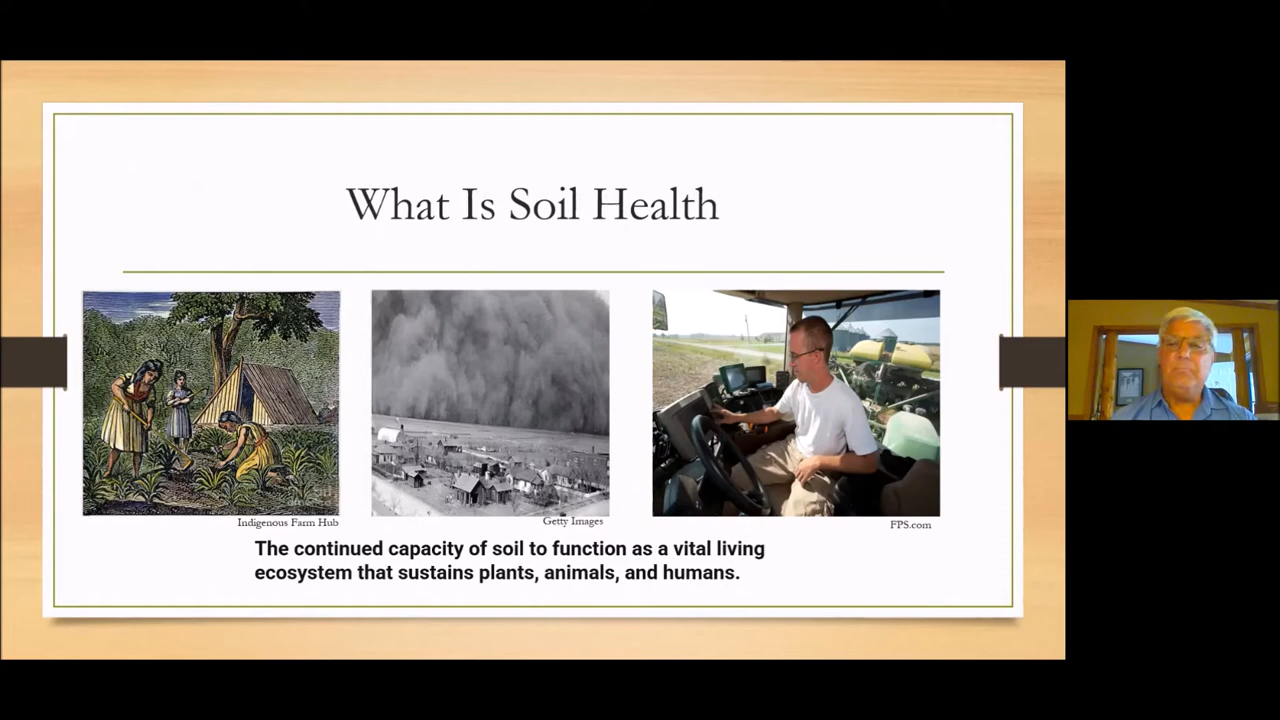 What Is Soil Health
Indigenous Farm Hub
Getty Images
FPS.com
The continued capacity of soil to function as a vital living
ecosystem that sustains plants, animals, and humans.